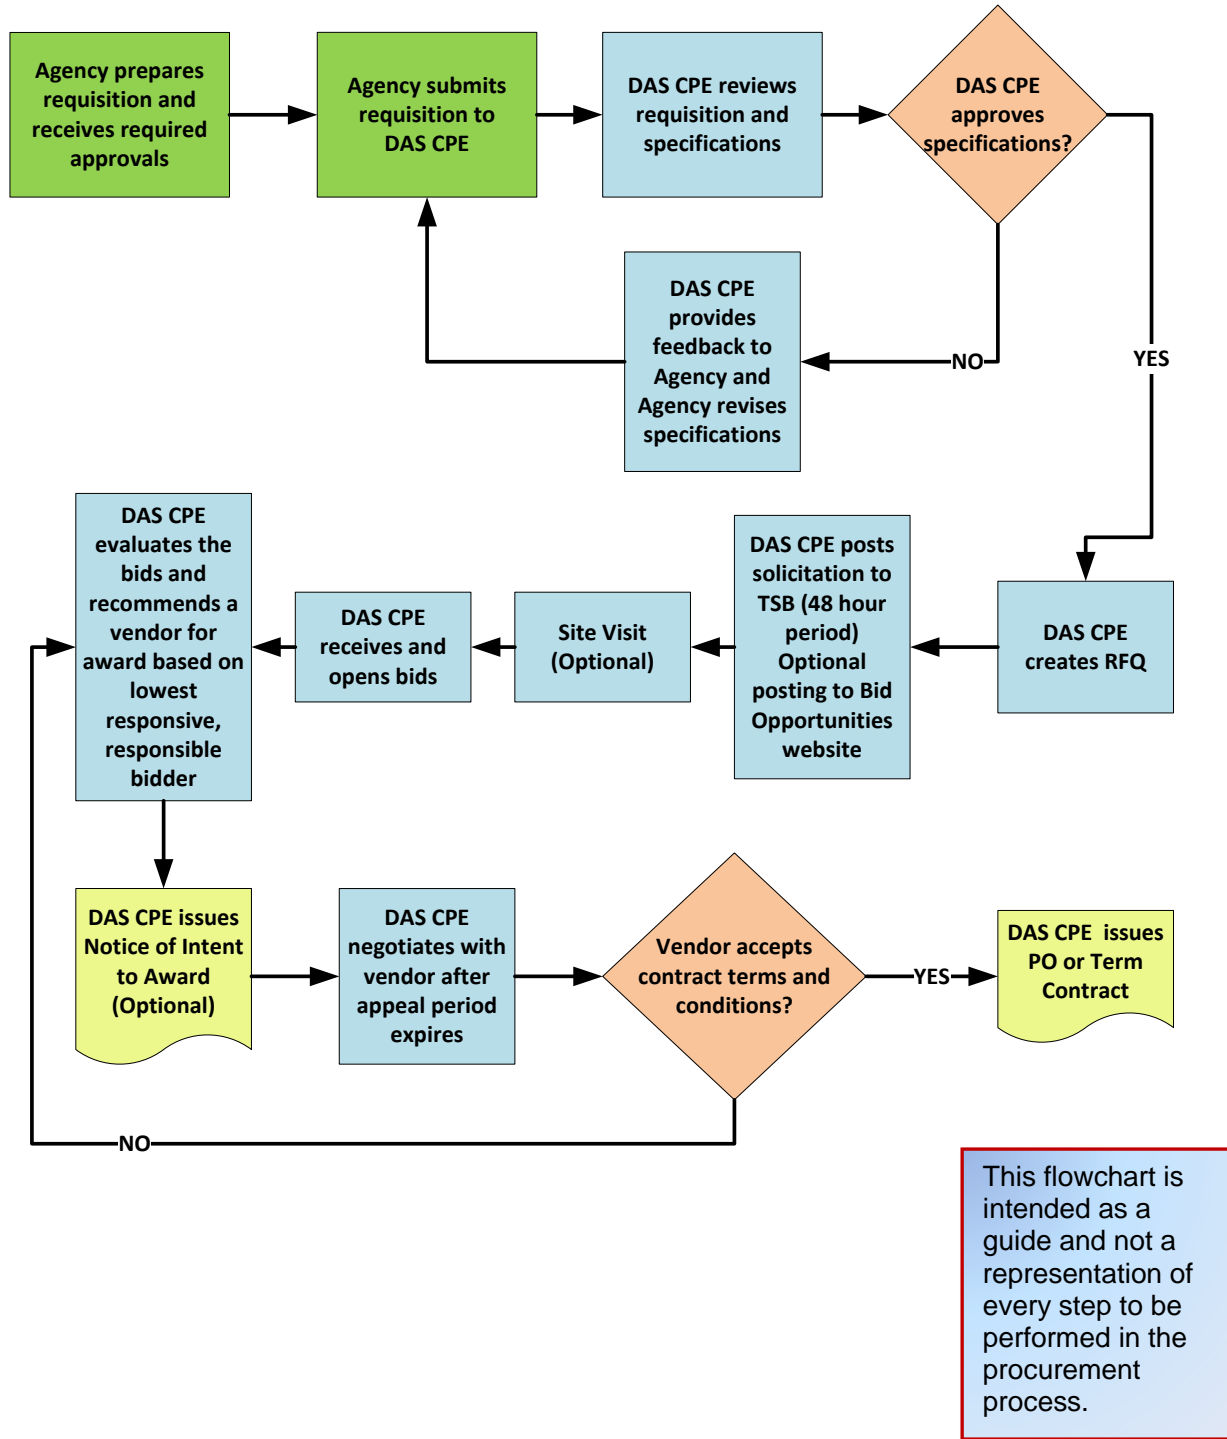 Agency prepares
requisition and
receives required
approvals
Agency submits
requisition to
DAS CPE
DAS CPE reviews
requisition and
specifications
DAS CPE
approves
specifications?
DAS CPE
provides
feedback to
Agency and
Agency revises
specifications
NO
YES
DAS CPE
creates RFQ
DAS CPE posts
solicitation to
TSB (48 hour
period)
Optional
posting to Bid
Opportunities
website
Site Visit
(Optional)
DAS CPE
receives and
opens bids
DAS CPE
evaluates the
bids and
recommends a
vendor for
award based on
lowest
responsive,
responsible
bidder
DAS CPE issues
Notice of Intent
to Award
(Optional)
DAS CPE
negotiates with
vendor after
appeal period
expires
Vendor accepts
contract terms and
conditions?
YES
DAS CPE  issues
PO or Term
Contract
NO
This flowchart is
intended as a
guide and not a
representation of
every step to be
performed in the
procurement
process.